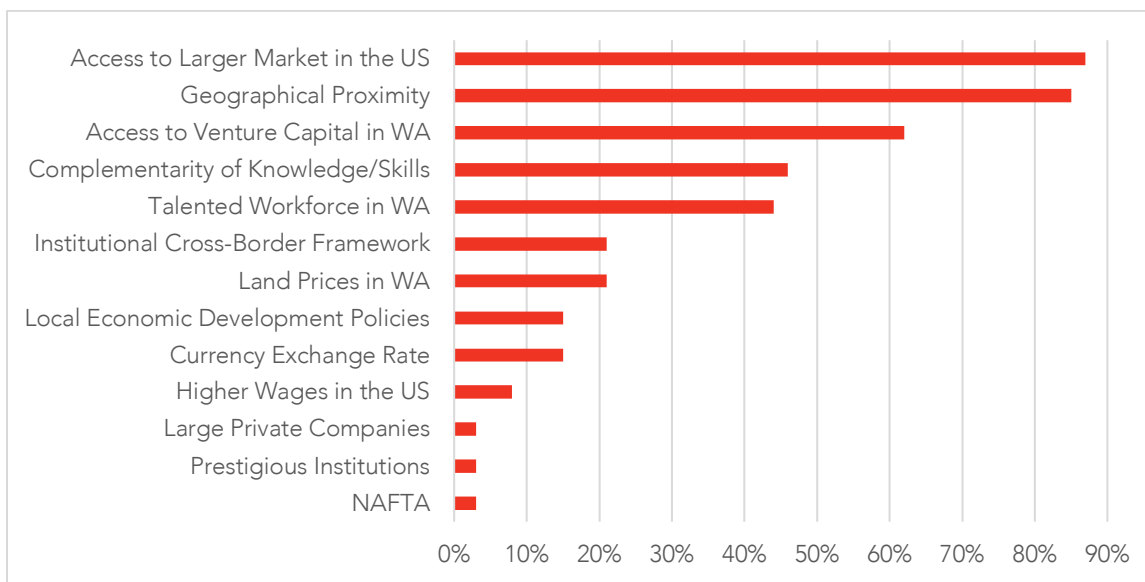 Access to Larger Market in the US
Geographical Proximity
Access to Venture Capital in WA
Complementarity of Knowledge/Skills
Talented Workforce in WA
Institutional Cross-Border Framework
Land Prices in WA
Local Economic Development Policies
Currency Exchange Rate
Higher Wages in the US
Large Private Companies
Prestigious Institutions
NAFTA
0% 10% 20% 30% 40% 50% 60% 70% 80% 90%